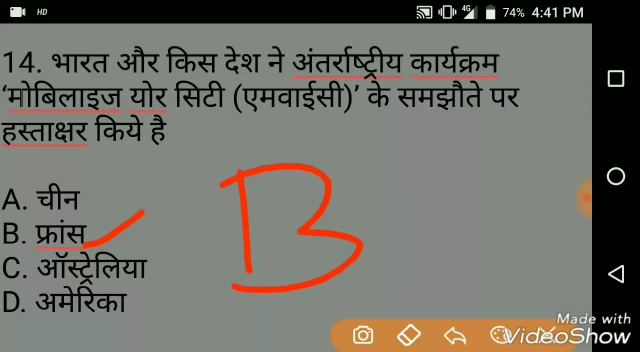 HD 4G 74% 4:41 PM
14. भारत और किस देश ने अंतर्राष्ट्रीय कार्यक्रम
‘मोबिलाइज योर सिटी (एमवाईसी)’ के समझौते पर
हस्ताक्षर किये है
A. चीन
B. फ्रांस
C. ऑस्ट्रेलिया
D. अमेरिका
B
Made with
VideoShow